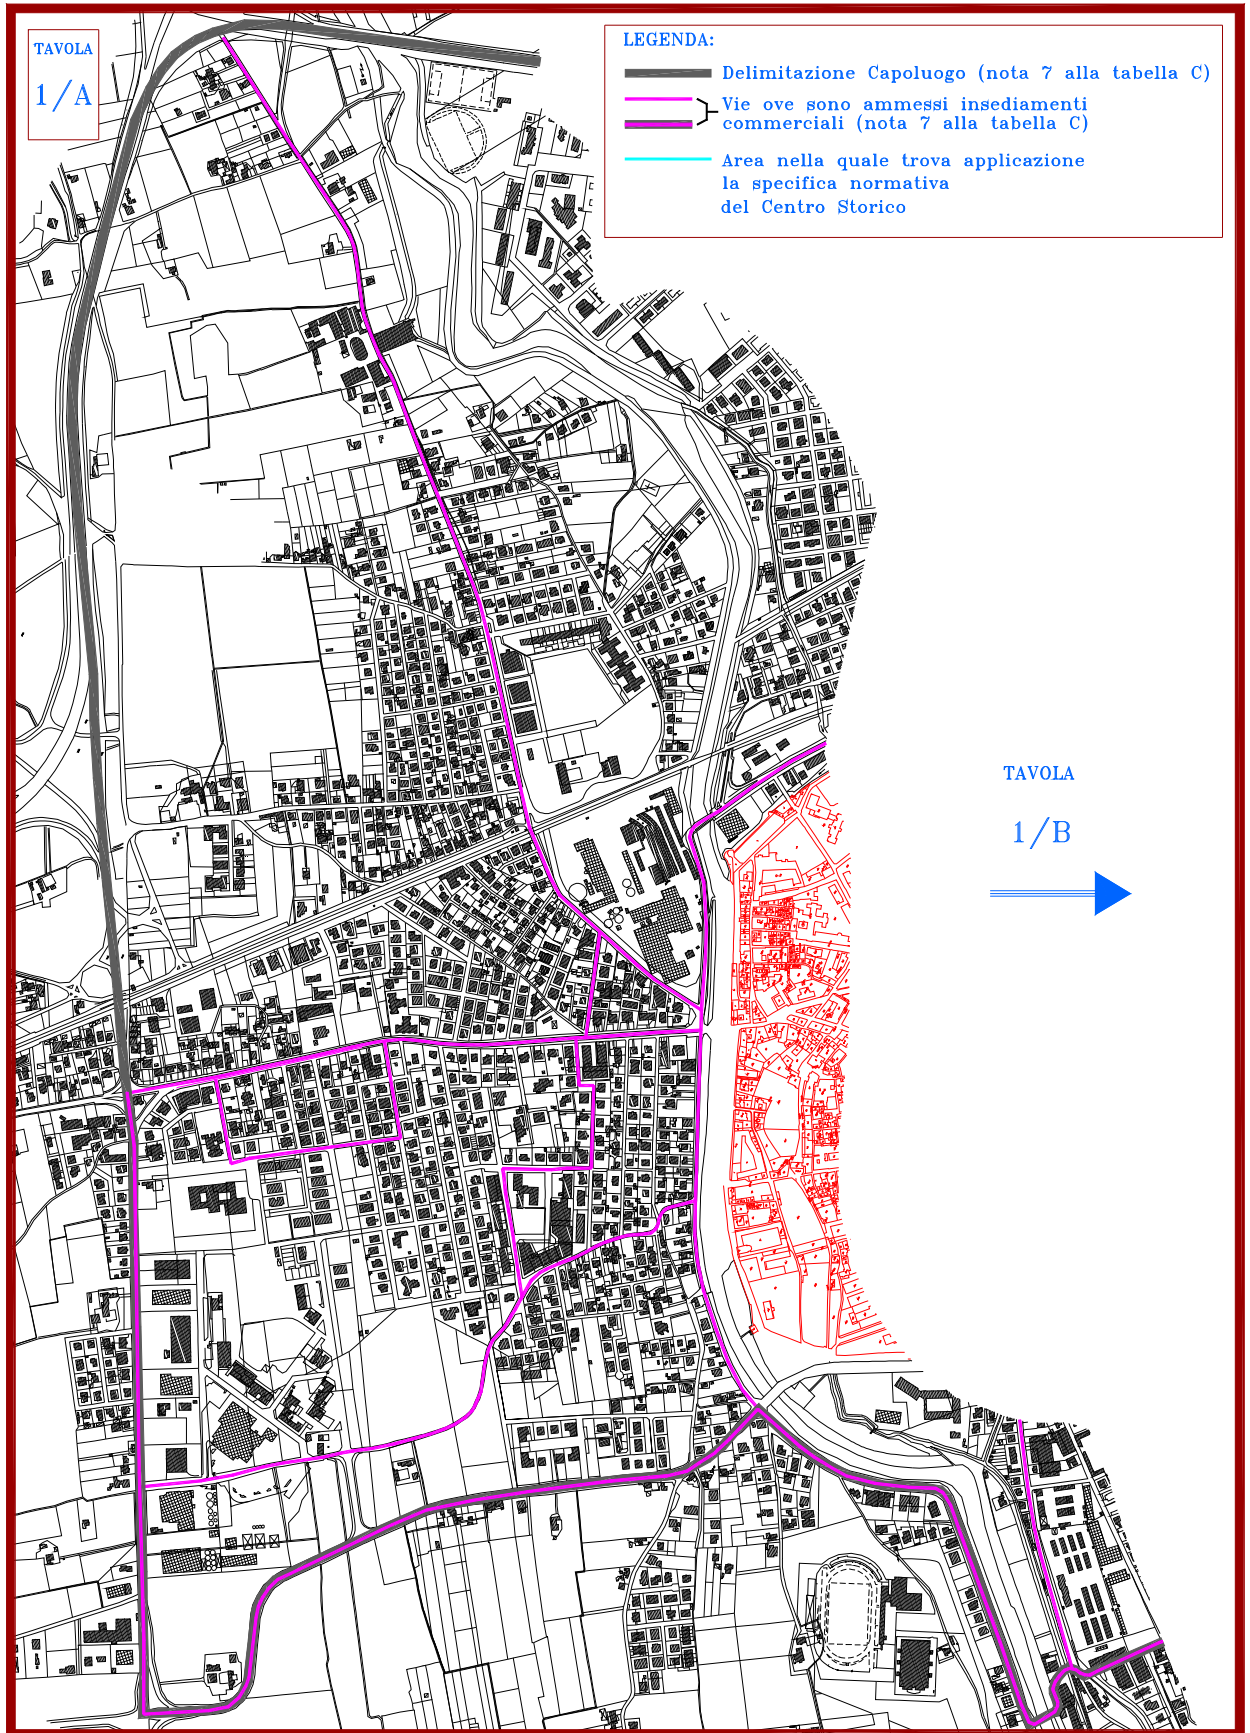 TAVOLA
1/A
LEGENDA:
Delimitazione Capoluogo (nota 7 alla tabella C)
Vie ove sono ammessi insediamenti
commerciali (nota 7 alla tabella C)
Area nella quale trova applicazione
la specifica normativa
del Centro Storico
TAVOLA
1/B